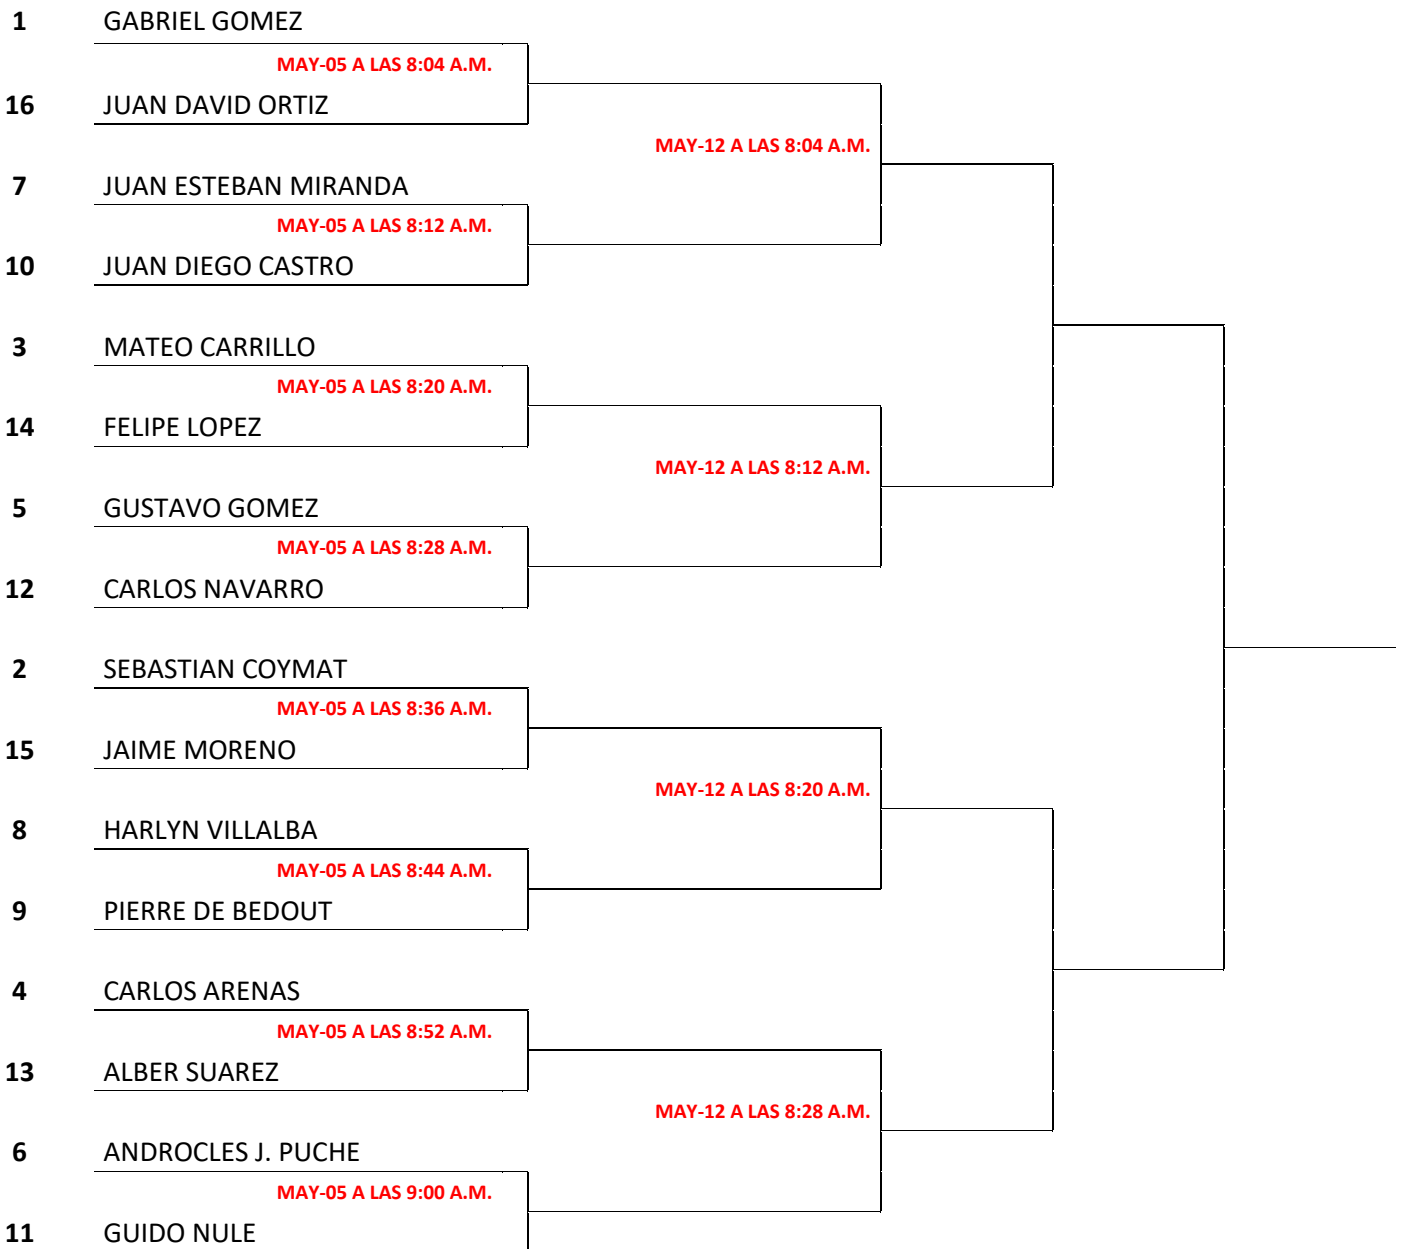 1 GABRIEL GOMEZ
MAY-05 A LAS 8:04 A.M.
16 JUAN DAVID ORTIZ
MAY-12 A LAS 8:04 A.M.
7 JUAN ESTEBAN MIRANDA
MAY-05 A LAS 8:12 A.M.
10 JUAN DIEGO CASTRO
3 MATEO CARRILLO
MAY-05 A LAS 8:20 A.M.
14 FELIPE LOPEZ
MAY-12 A LAS 8:12 A.M.
5 GUSTAVO GOMEZ
MAY-05 A LAS 8:28 A.M.
12 CARLOS NAVARRO
2 SEBASTIAN COYMAT
MAY-05 A LAS 8:36 A.M.
15 JAIME MORENO
MAY-12 A LAS 8:20 A.M.
8 HARLYN VILLALBA
MAY-05 A LAS 8:44 A.M.
9 PIERRE DE BEDOUT
4 CARLOS ARENAS
MAY-05 A LAS 8:52 A.M.
13 ALBER SUAREZ
MAY-12 A LAS 8:28 A.M.
6 ANDROCLES J. PUCHE
MAY-05 A LAS 9:00 A.M.
11 GUIDO NULE